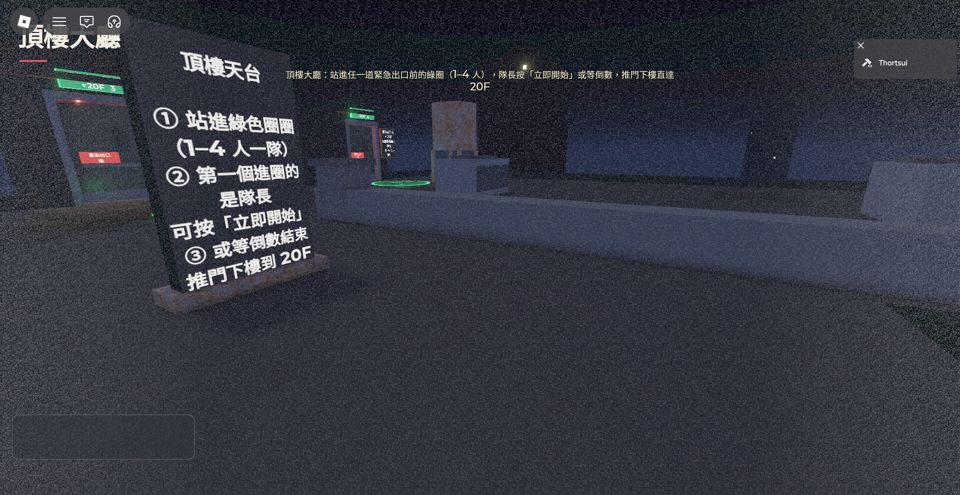 頂樓大廳
頂樓天台
① 站進綠色圈圈
（1–4 人一隊）
② 第一個進圈的
是隊長
可按「立即開始」
③ 或等倒數結束
推門下樓到 20F
頂樓大廳：站進任一道緊急出口前的綠圈（1–4 人），隊長按「立即開始」或等倒數，推門下樓直達
20F
Thortsui
緊急出口